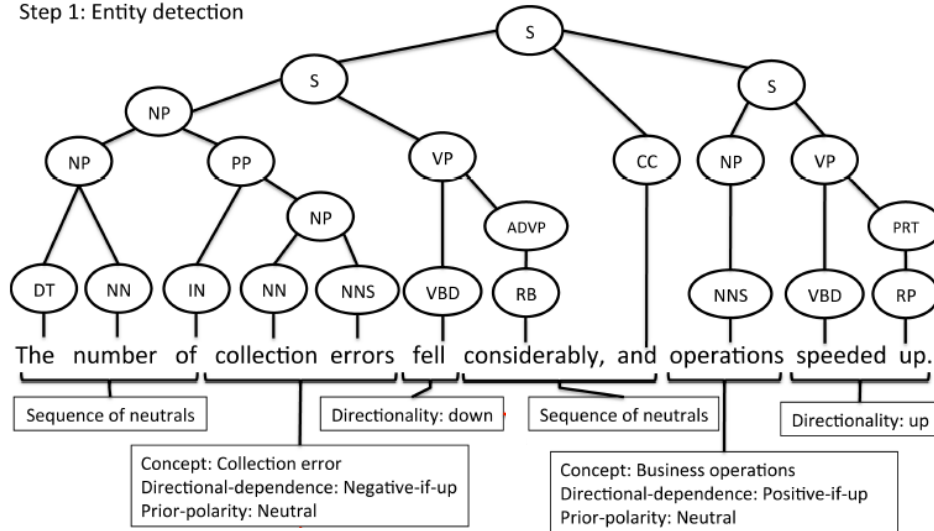 Step 1: Entity detection
S
S
S
NP
NP
PP
VP
CC
NP
VP
NP
ADVP
PRT
DT
NN
IN
NN
NNS
VBD
RB
NNS
VBD
RP
The number of collection errors fell considerably, and operations speeded up.
Sequence of neutrals
Directionality: down
Sequence of neutrals
Directionality: up
Concept: Collection error
Directional-dependence: Negative-if-up
Prior-polarity: Neutral
Concept: Business operations
Directional-dependence: Positive-if-up
Prior-polarity: Neutral